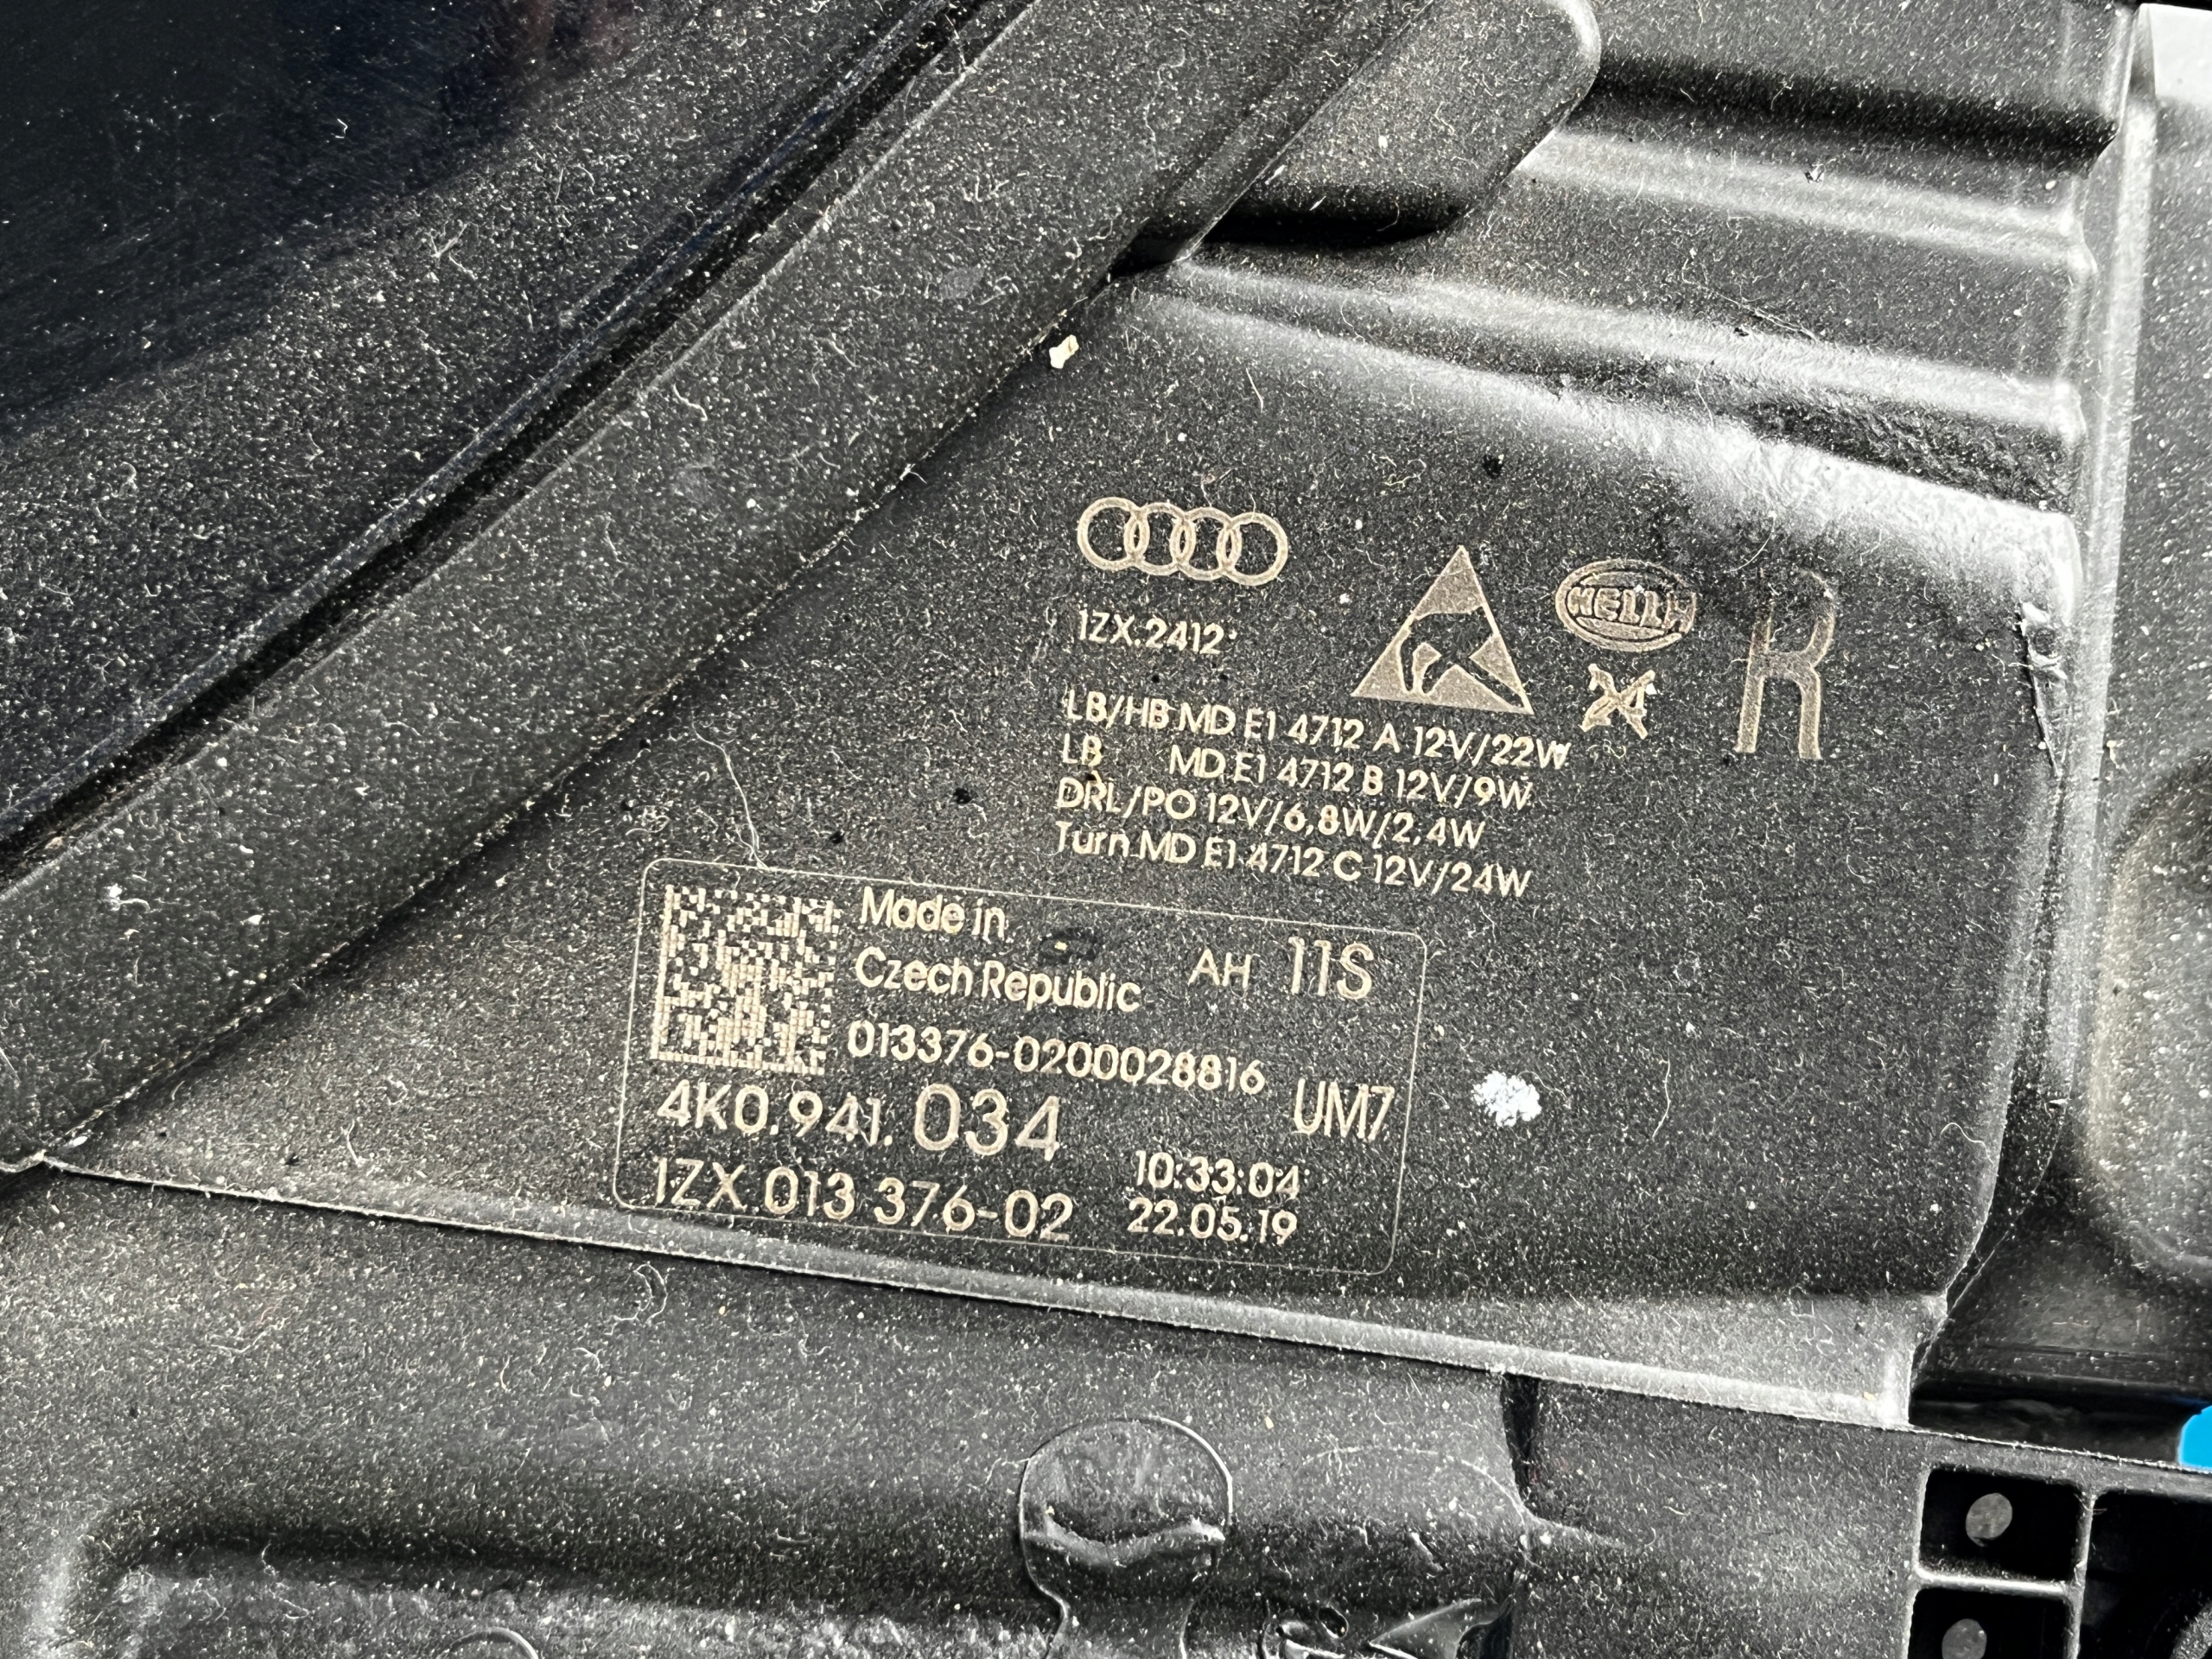 1ZX.2412
HELLA
R
LB/HB MD E1 4712 A 12V/22W
LB MD E1 4712 B 12V/9W
DRL/PO 12V/6,8W/2,4W
Turn MD E1 4712 C 12V/24W
Made in
Czech Republic
AH 11S
013376-0200028816
UM7
4K0.941.034
10:33:04
1ZX.013 376-02
22.05.19